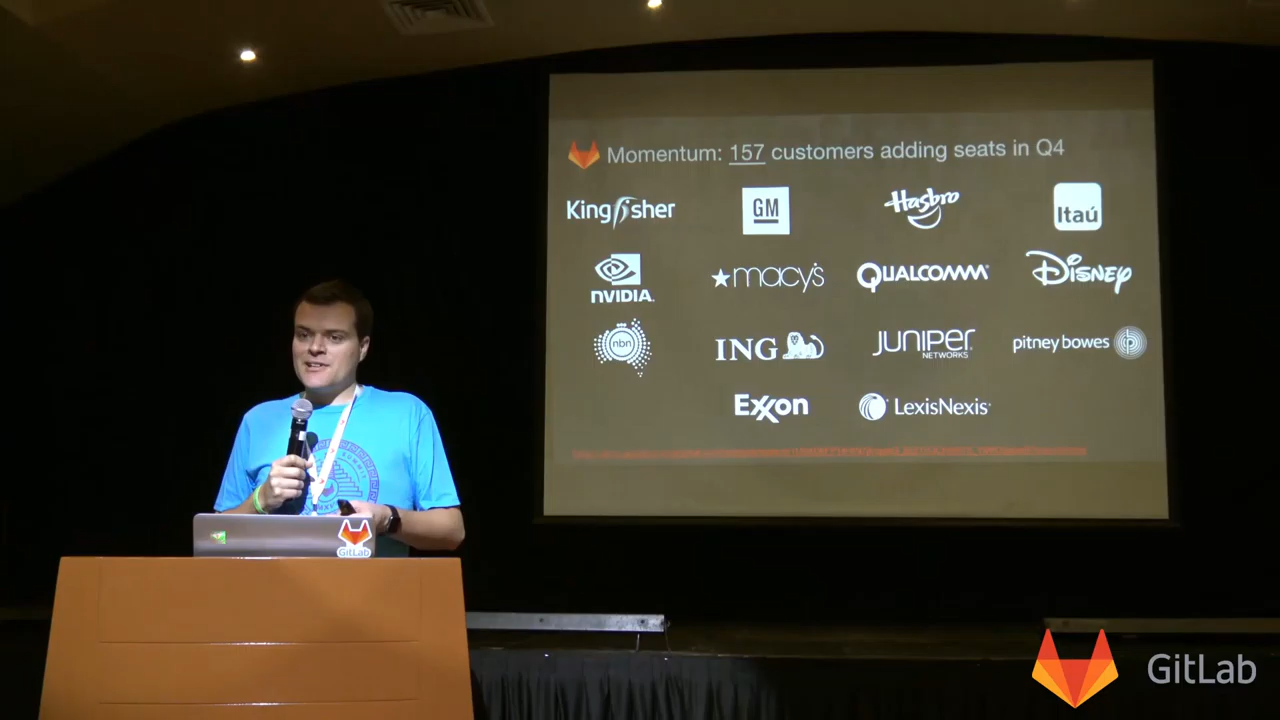 Momentum: 157 customers adding seats in Q4
Kingfisher
GM
Hasbro
Itaú
NVIDIA.
macy's
QUALCOMM
DISNEY
nbn
ING
JUNIPER
NETWORKS
pitney bowes
EXXON
LexisNexis
SUMMIT
GitLab
GitLab